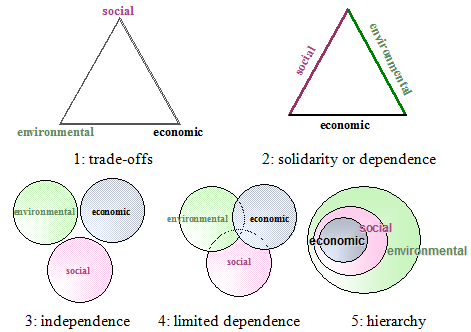 social
environmental
economic
1: trade-offs
social
environmental
economic
2: solidarity or dependence
environmental
economic
social
3: independence
environmental
economic
social
4: limited dependence
social
economic
environmental
5: hierarchy